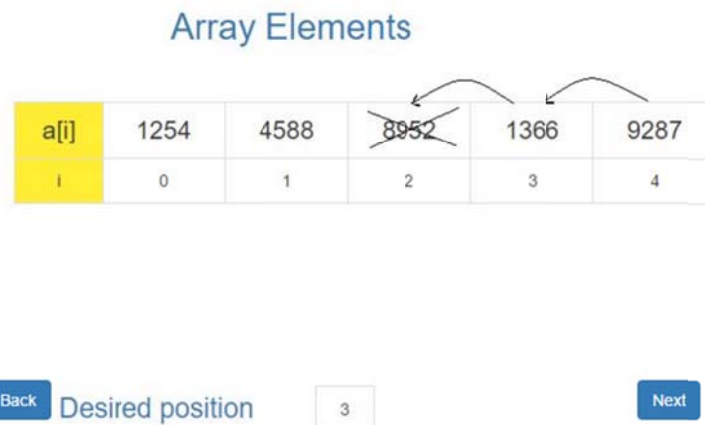 Array Elements
a[i] 1254 4588 8952 1366 9287
i 0 1 2 3 4
Back Desired position 3 Next